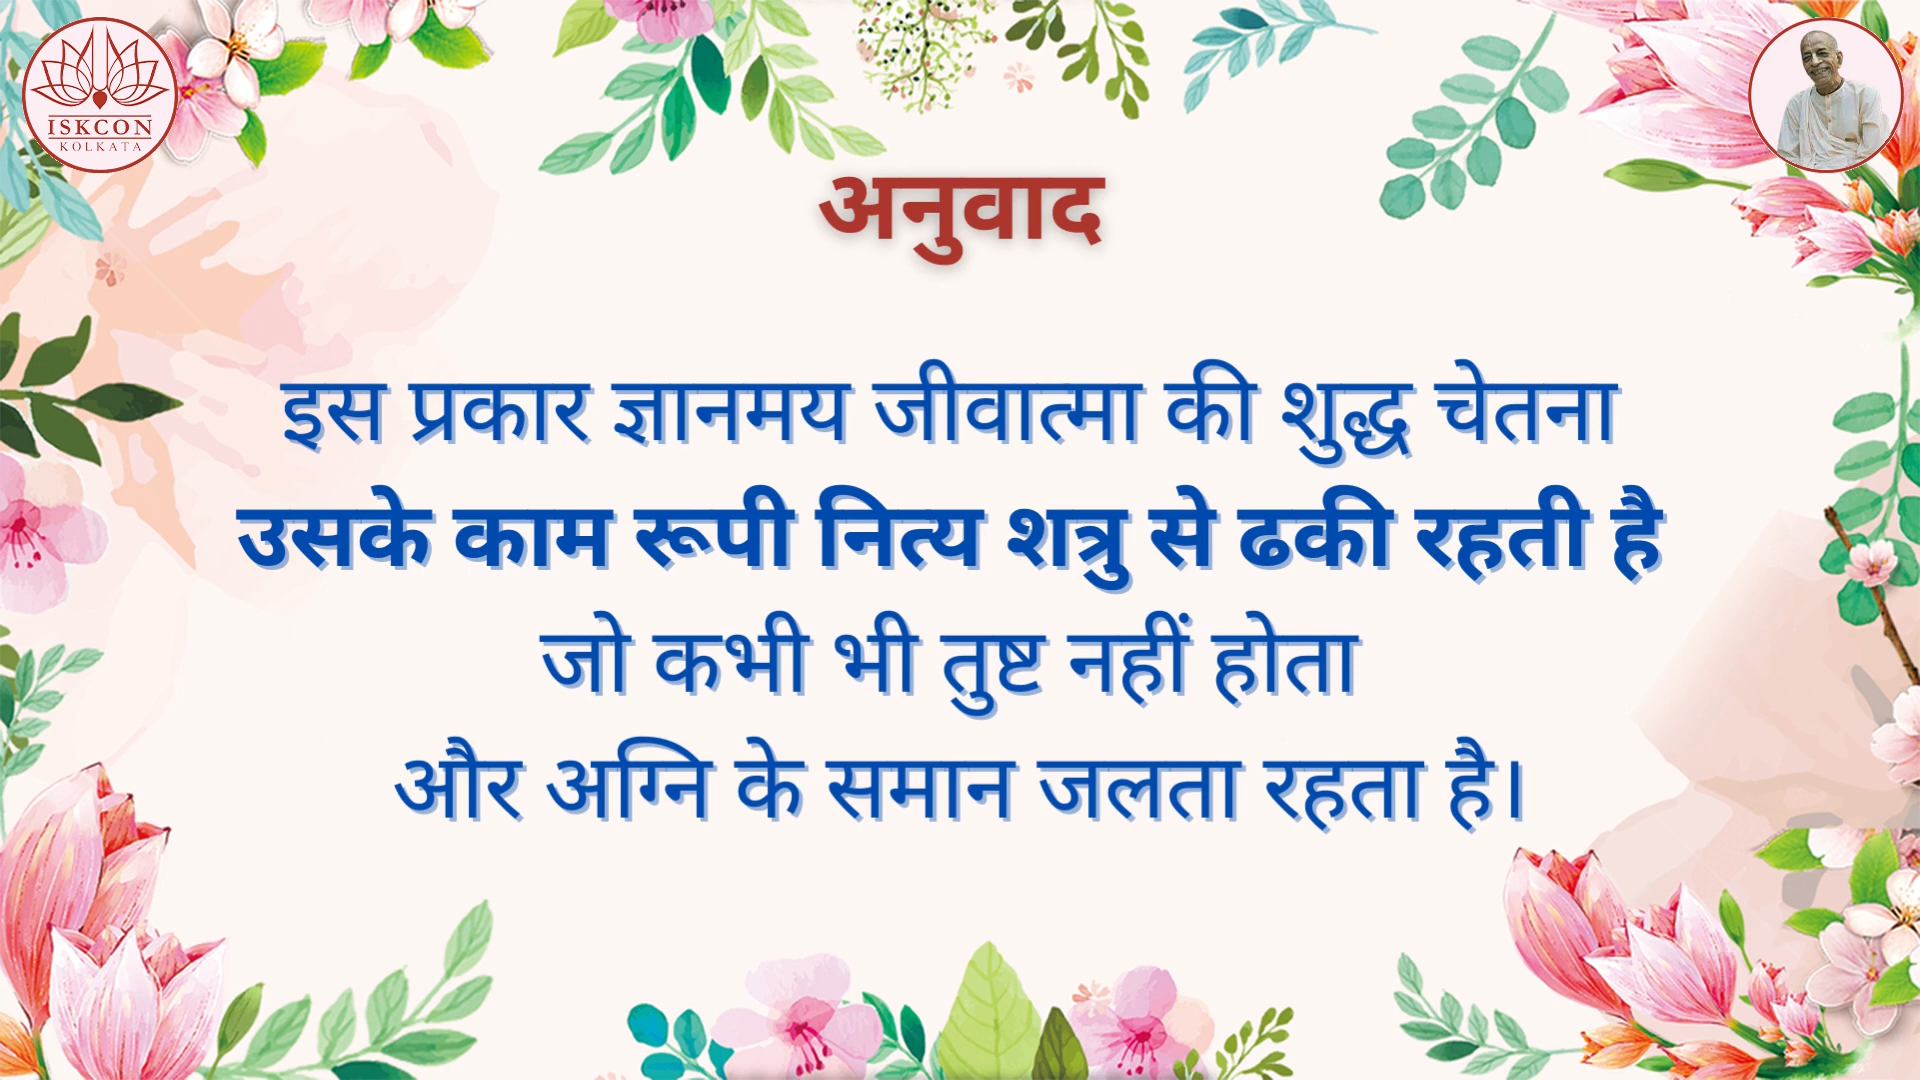 ISKCON
KOLKATA
अनुवाद
इस प्रकार ज्ञानमय जीवात्मा की शुद्ध चेतना
उसके काम रूपी नित्य शत्रु से ढकी रहती है
जो कभी भी तुष्ट नहीं होता
और अग्नि के समान जलता रहता है।